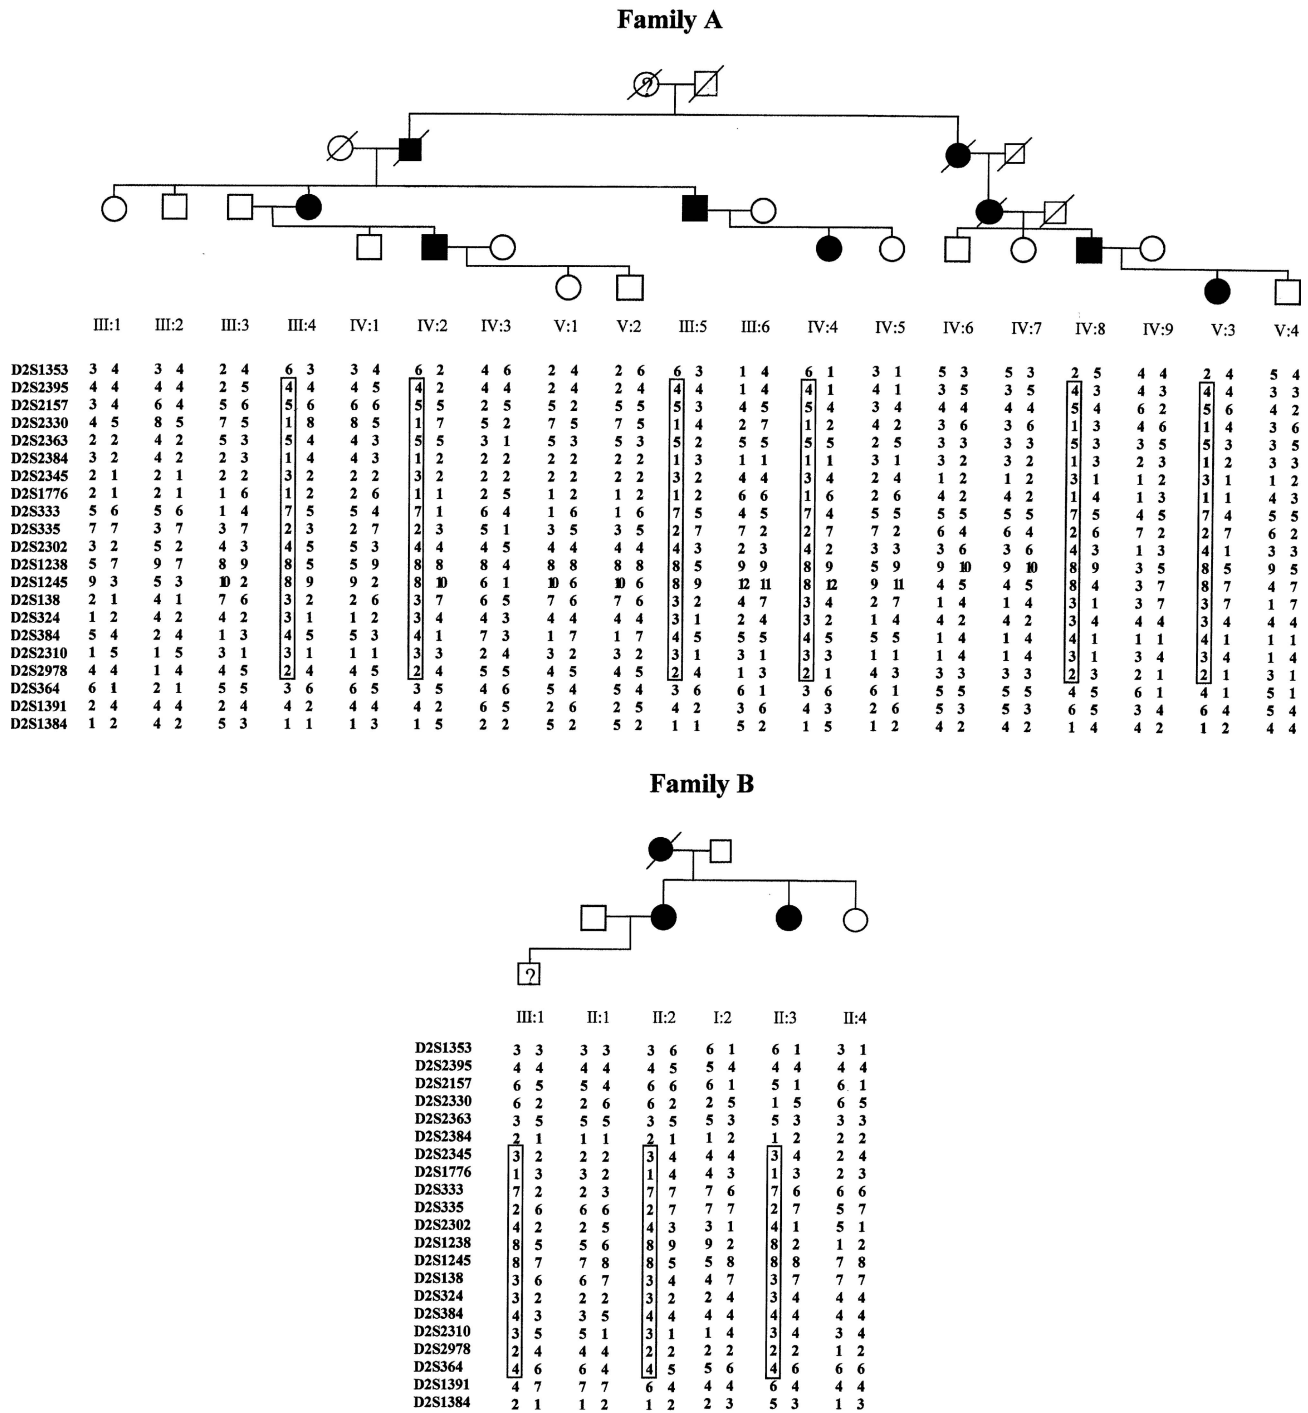 Family A
?
III:1 III:2 III:3 III:4 IV:1 IV:2 IV:3 V:1 V:2 III:5 III:6 IV:4 IV:5 IV:6 IV:7 IV:8 IV:9 V:3 V:4
D2S1353 3 4 3 4 2 4 6 3 3 4 6 2 4 6 2 4 2 6 6 3 1 4 6 1 3 1 5 3 5 3 2 5 4 4 2 4 5 4
D2S2395 4 4 4 4 2 5 4 4 4 5 4 2 4 4 2 4 2 4 4 4 4 1 4 1 4 1 3 5 3 5 4 3 4 3 4 4 3 3
D2S2157 3 4 6 4 5 6 5 6 6 6 5 5 2 5 5 2 5 5 5 3 4 5 5 4 3 4 4 4 4 4 5 4 6 2 5 6 4 2
D2S2330 4 5 8 5 7 5 1 8 8 5 1 7 5 2 7 5 7 5 1 4 2 7 1 2 4 2 3 6 3 6 1 3 4 6 1 4 3 6
D2S2363 2 2 4 2 5 3 5 4 4 3 5 5 3 1 5 3 5 3 5 2 5 5 5 5 2 5 3 3 3 3 5 3 3 5 5 3 3 5
D2S2384 3 2 4 2 2 3 1 4 4 3 1 2 2 2 2 2 2 2 1 3 1 1 1 1 3 1 3 2 3 2 1 3 2 3 1 2 3 3
D2S2345 2 1 2 1 2 2 3 2 2 2 3 2 2 2 2 2 2 2 3 2 4 4 3 4 2 4 1 2 1 2 3 1 1 2 3 1 1 2
D2S1776 2 1 2 1 1 6 1 2 2 6 1 1 2 5 1 2 1 2 1 2 6 6 1 6 2 6 4 2 4 2 1 4 1 3 1 1 4 3
D2S333 5 6 5 6 1 4 7 5 5 4 7 1 6 4 1 6 1 6 7 5 4 5 7 4 5 5 5 5 5 5 7 5 4 5 7 4 5 5
D2S335 7 7 3 7 3 7 2 3 2 7 2 3 5 1 3 5 3 5 2 7 7 2 2 7 7 2 6 4 6 4 2 6 7 2 2 7 6 2
D2S2302 3 2 5 2 4 3 4 5 5 3 4 4 4 5 4 4 4 4 4 3 2 3 4 2 3 3 3 6 3 6 4 3 1 3 4 1 3 3
D2S1238 5 7 9 7 8 9 8 5 5 9 8 8 8 4 8 8 8 8 8 5 9 9 8 9 5 9 9 10 9 10 8 9 9 5 8 5 9 5
D2S1245 9 3 5 3 10 2 8 9 9 2 8 10 6 1 10 6 10 6 8 9 12 11 8 12 9 11 4 5 4 5 8 4 3 7 8 7 4 7
D2S138 2 1 4 1 7 6 3 2 2 6 3 7 6 5 7 6 7 6 3 2 4 7 3 4 2 7 1 4 1 4 3 1 3 7 3 7 1 7
D2S324 1 2 4 2 4 2 3 1 1 2 3 4 4 3 4 4 4 4 3 1 2 4 3 2 1 4 4 2 4 2 3 4 4 4 3 4 4 4
D2S384 5 4 2 4 1 3 4 5 5 3 4 1 7 3 1 7 1 7 4 5 5 5 4 5 5 5 1 4 1 4 4 1 1 1 4 1 1 1
D2S2310 1 5 1 5 3 1 3 1 1 1 3 3 2 4 3 2 3 2 3 1 3 1 3 3 1 1 1 4 1 4 3 1 3 4 3 4 1 4
D2S2978 4 4 1 4 4 5 2 4 4 5 2 4 5 5 4 5 4 5 2 4 1 3 2 1 4 3 3 3 3 3 2 3 2 1 2 1 3 1
D2S364 6 1 2 1 5 5 3 6 6 5 3 5 4 6 5 4 5 4 3 6 6 1 3 6 6 1 5 5 5 5 4 5 6 1 4 1 5 1
D2S1391 2 4 4 4 2 4 4 2 4 4 4 2 6 5 2 6 2 5 4 2 3 6 4 3 2 6 5 3 5 3 6 5 3 4 6 4 5 4
D2S1384 1 2 4 2 5 3 1 1 1 3 1 5 2 2 5 2 5 2 1 1 5 2 1 5 1 2 4 2 4 2 1 4 4 2 1 2 4 4
Family B
?
III:1 II:1 II:2 I:2 II:3 II:4
D2S1353 3 3 3 3 3 6 6 1 6 1 3 1
D2S2395 4 4 4 4 4 5 5 4 4 4 4 4
D2S2157 6 5 5 4 6 6 6 1 5 1 6 1
D2S2330 6 2 2 6 6 2 2 5 1 5 6 5
D2S2363 3 5 5 5 3 5 5 3 5 3 3 3
D2S2384 2 1 1 1 2 1 1 2 1 2 2 2
D2S2345 3 2 2 2 3 4 4 4 3 4 2 4
D2S1776 1 3 3 2 1 4 4 3 1 3 2 3
D2S333 7 2 2 3 7 7 7 6 7 6 6 6
D2S335 2 6 6 6 2 7 7 7 2 7 5 7
D2S2302 4 2 2 5 4 3 3 1 4 1 5 1
D2S1238 8 5 5 6 8 9 9 2 8 2 1 2
D2S1245 8 7 7 8 8 5 5 8 8 8 7 8
D2S138 3 6 6 7 3 4 4 7 3 7 7 7
D2S324 3 2 2 2 3 2 2 4 3 4 4 4
D2S384 4 3 3 5 4 4 4 4 4 4 4 4
D2S2310 3 5 5 1 3 1 1 4 3 4 3 4
D2S2978 2 4 4 4 2 2 2 2 2 2 1 2
D2S364 4 6 6 4 4 5 5 6 4 6 6 6
D2S1391 4 7 7 7 6 4 4 4 6 4 4 4
D2S1384 2 1 1 2 1 2 2 3 5 3 1 3